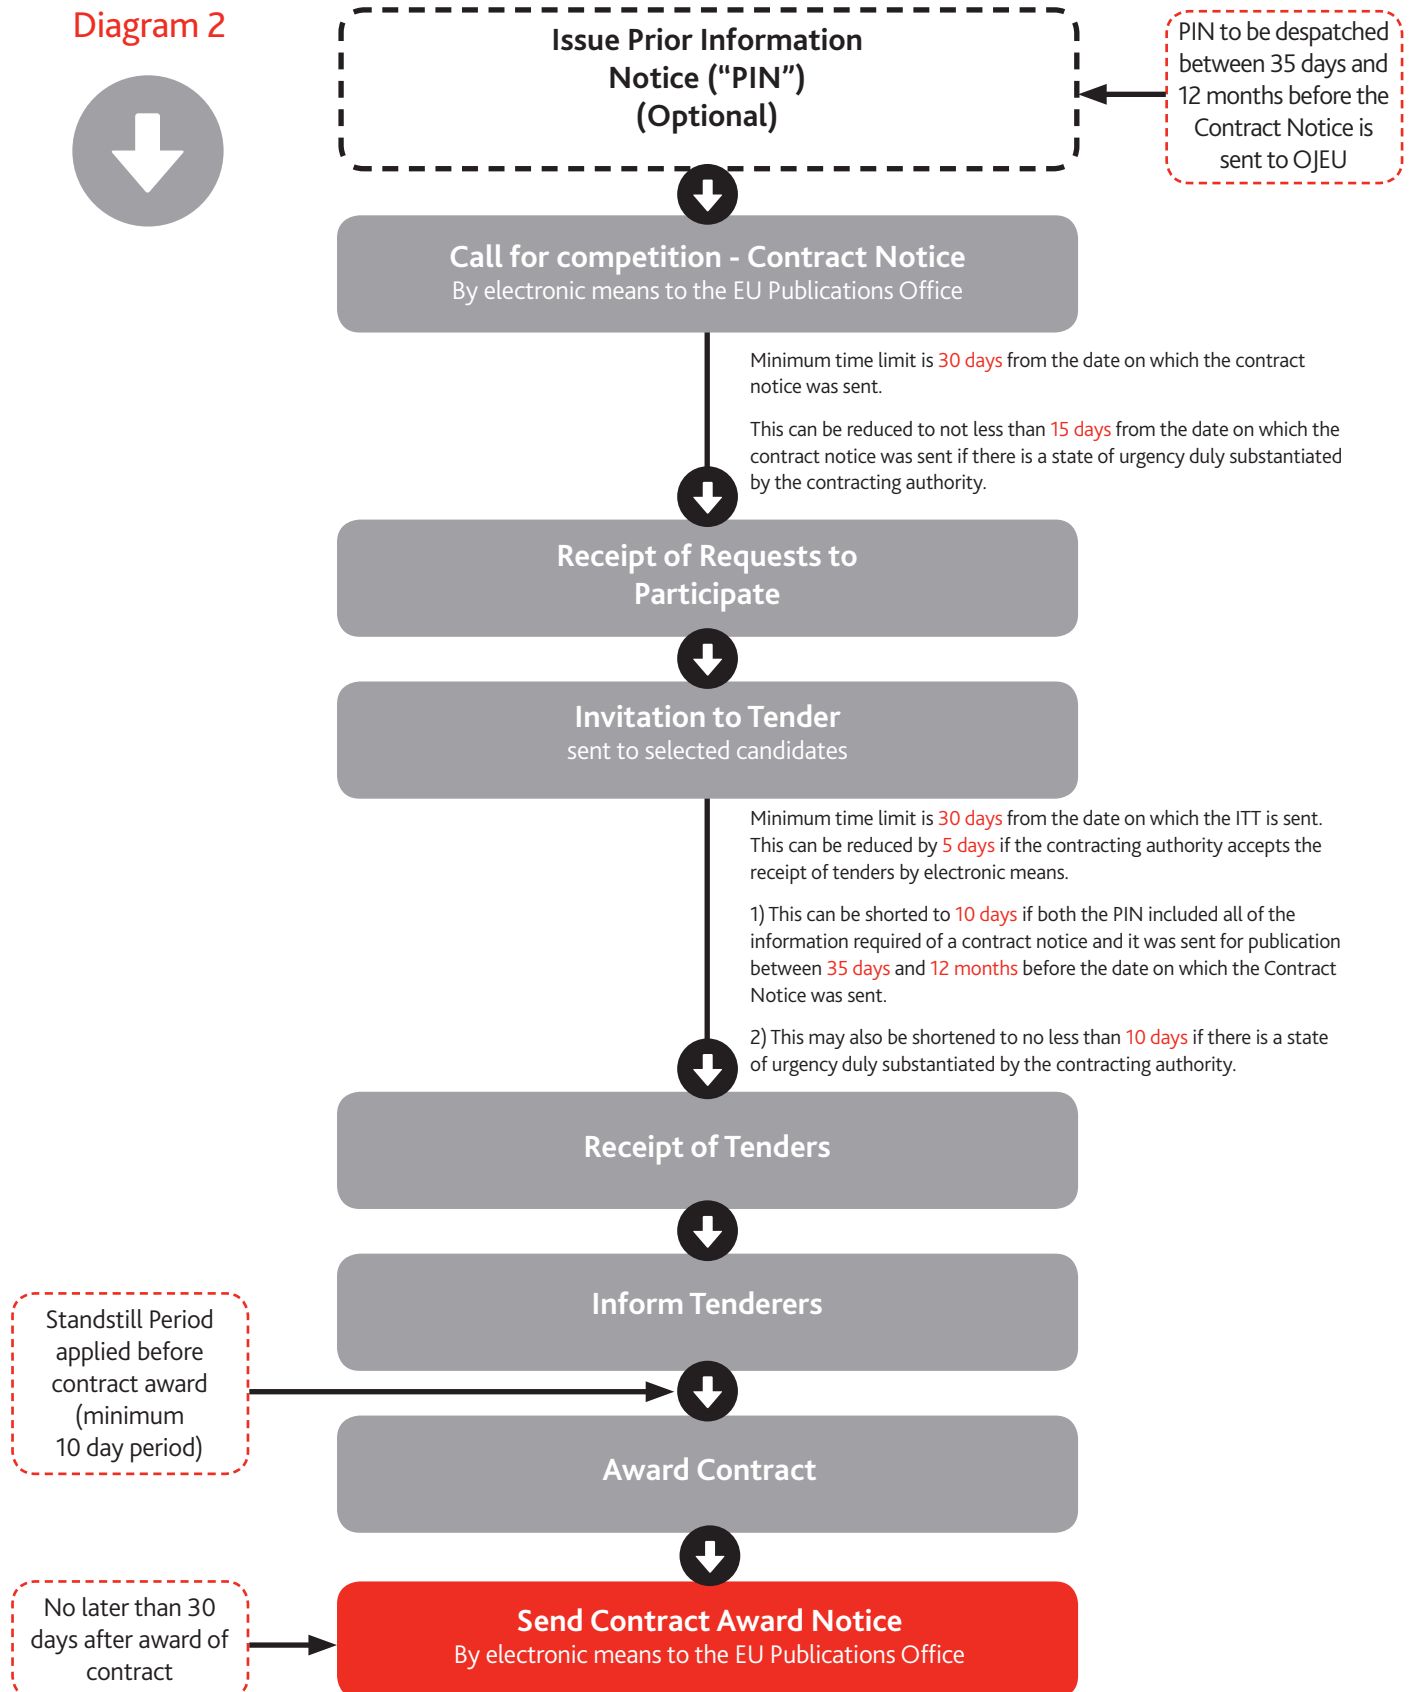 Diagram 2
Issue Prior Information
Notice (“PIN”)
(Optional)
PIN to be despatched
between 35 days and
12 months before the
Contract Notice is
sent to OJEU
Call for competition - Contract Notice
By electronic means to the EU Publications Office
Minimum time limit is 30 days from the date on which the contract
notice was sent.
This can be reduced to not less than 15 days from the date on which the
contract notice was sent if there is a state of urgency duly substantiated
by the contracting authority.
Receipt of Requests to
Participate
Invitation to Tender
sent to selected candidates
Minimum time limit is 30 days from the date on which the ITT is sent.
This can be reduced by 5 days if the contracting authority accepts the
receipt of tenders by electronic means.
1) This can be shorted to 10 days if both the PIN included all of the
information required of a contract notice and it was sent for publication
between 35 days and 12 months before the date on which the Contract
Notice was sent.
2) This may also be shortened to no less than 10 days if there is a state
of urgency duly substantiated by the contracting authority.
Receipt of Tenders
Inform Tenderers
Standstill Period
applied before
contract award
(minimum
10 day period)
Award Contract
No later than 30
days after award of
contract
Send Contract Award Notice
By electronic means to the EU Publications Office